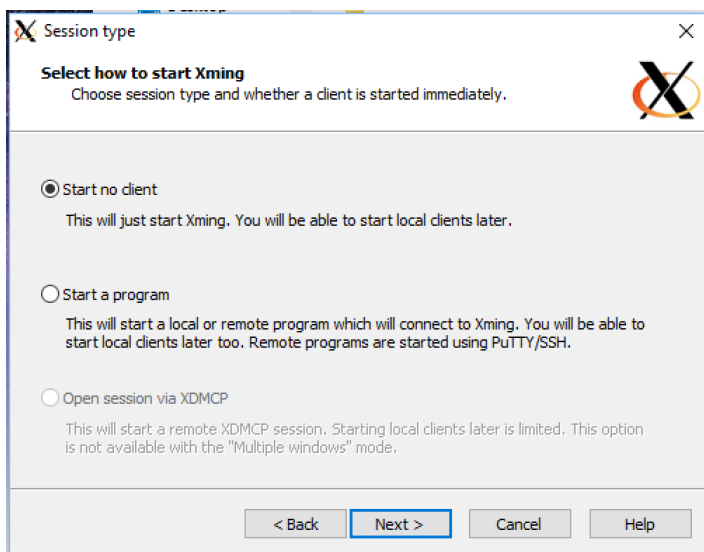 Session type
Select how to start Xming
Choose session type and whether a client is started immediately.
Start no client
This will just start Xming. You will be able to start local clients later.
Start a program
This will start a local or remote program which will connect to Xming. You will be able to
start local clients later too. Remote programs are started using PuTTY/SSH.
Open session via XDMCP
This will start a remote XDMCP session. Starting local clients later is limited. This option
is not available with the "Multiple windows" mode.
< Back
Next >
Cancel
Help